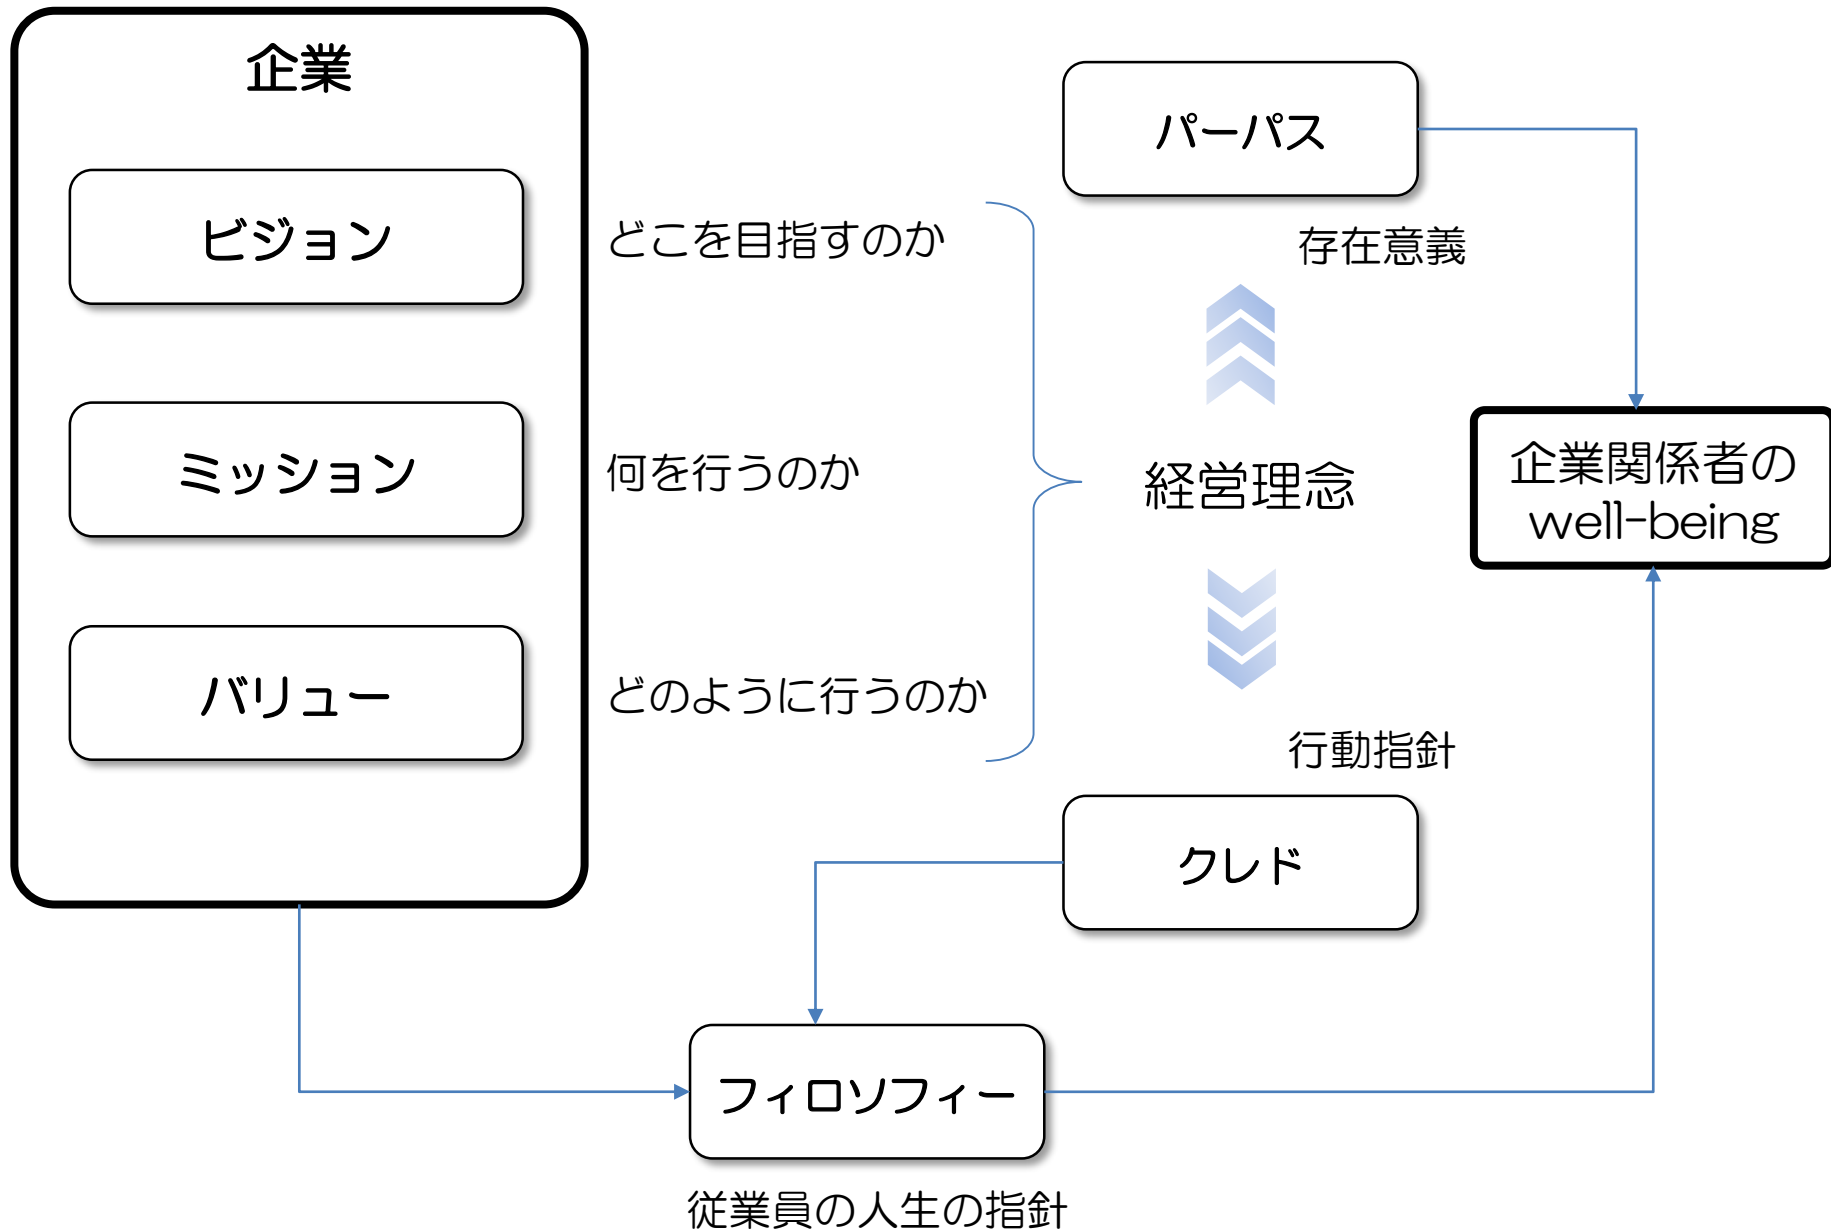 企業
ビジョン
どこを目指すのか
ミッション
何を行うのか
バリュー
どのように行うのか
パーパス
存在意義
経営理念
行動指針
クレド
企業関係者の
well-being
フィロソフィー
従業員の人生の指針